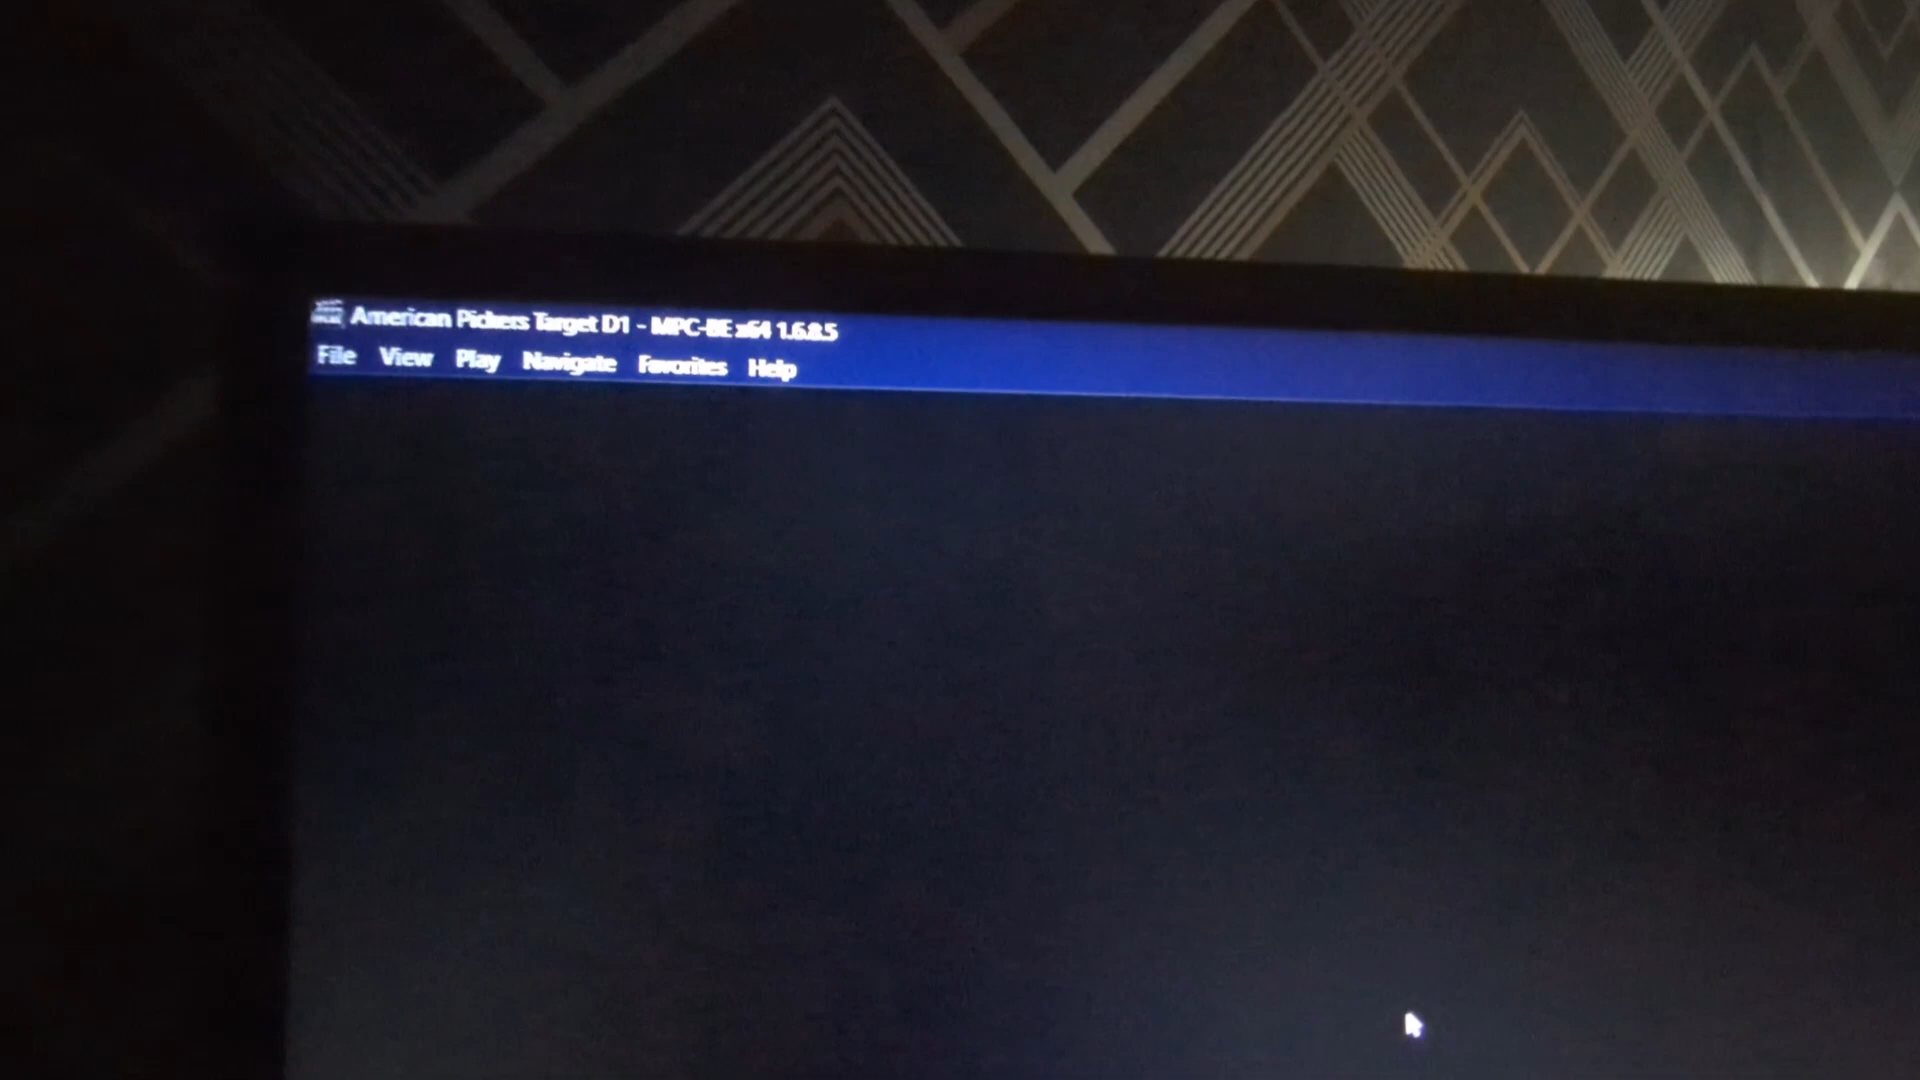 American Pickers Target D1 - MPC-BE x64 1.6.8.5
File View Play Navigate Favorites Help